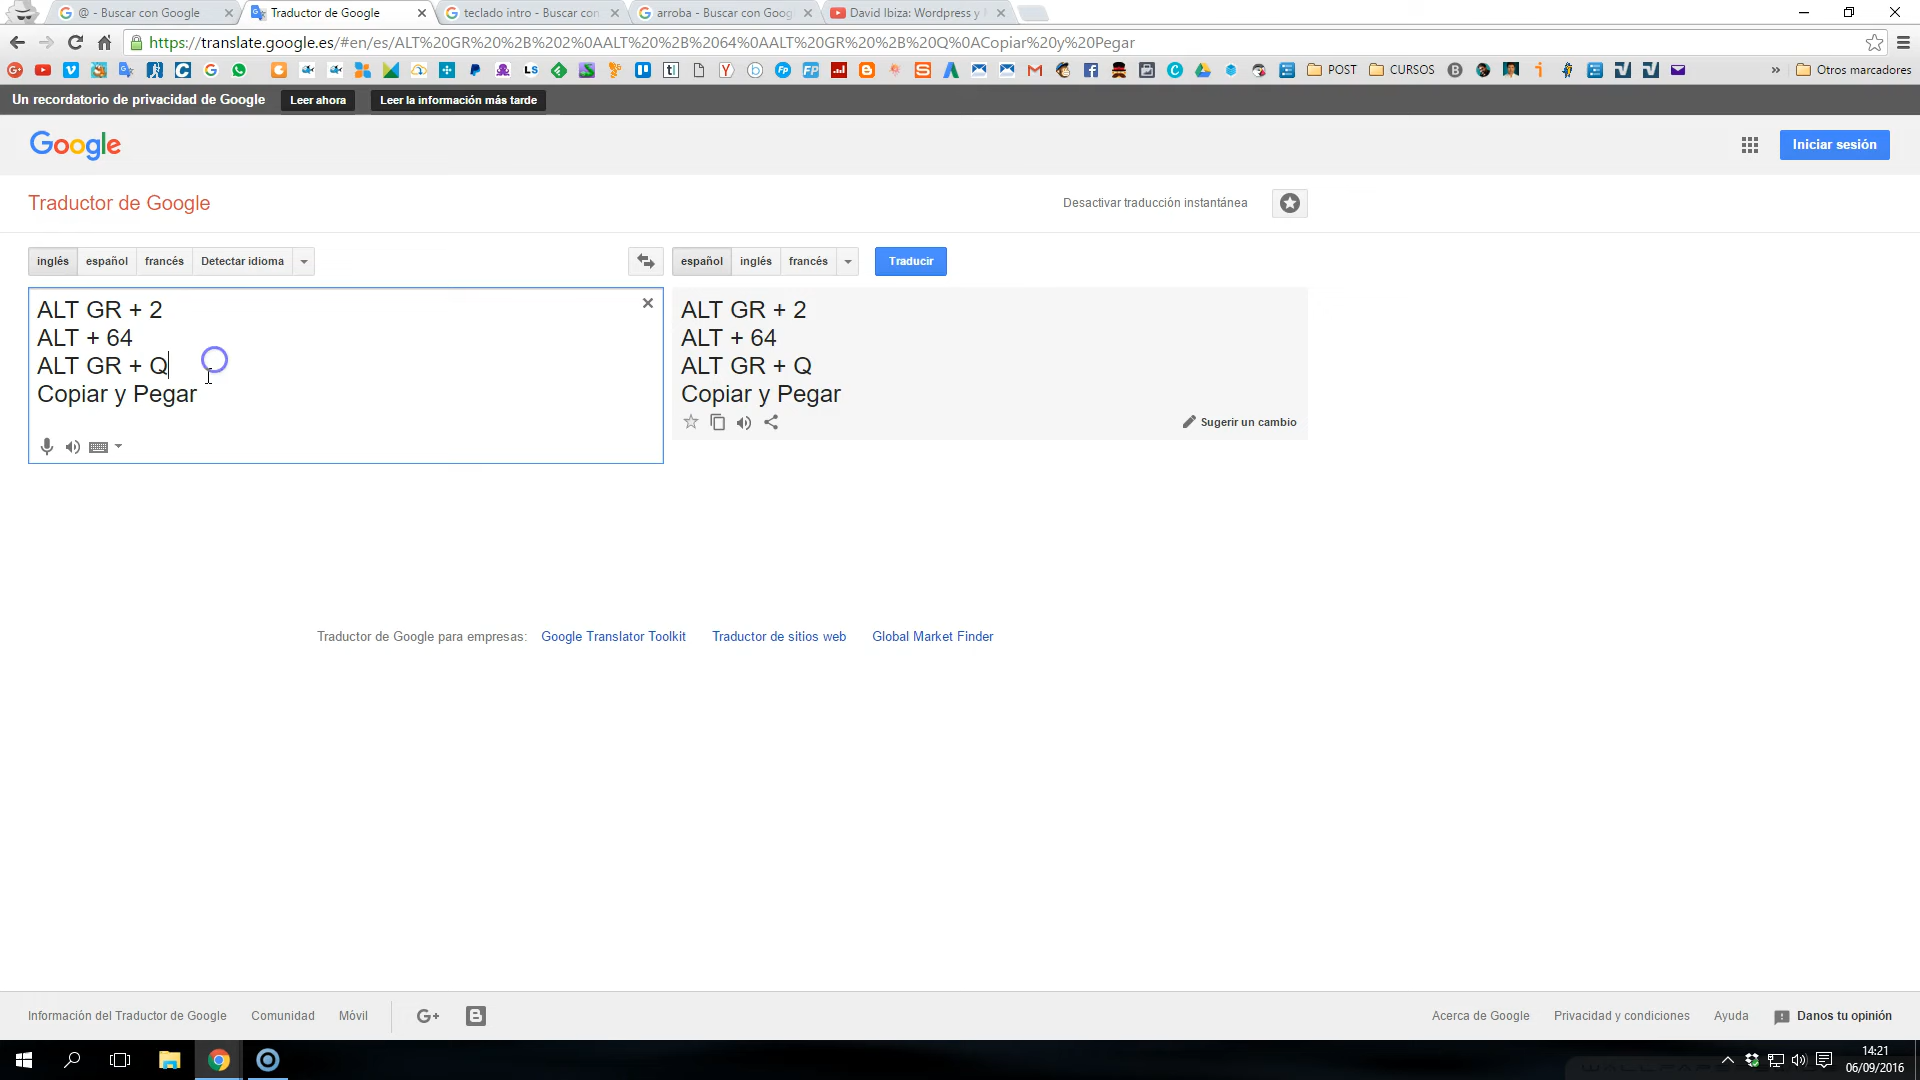 @ - Buscar con Google
Traductor de Google
teclado intro - Buscar con
arroba - Buscar con Goog
David Ibiza: Wordpress y
https://translate.google.es/#en/es/ALT%20GR%20%2B%202%0AALT%20%2B%2064%0AALT%20GR%20%2B%20Q%0ACopiar%20y%20Pegar
POST
CURSOS
Otros marcadores
Un recordatorio de privacidad de Google
Leer ahora
Leer la información más tarde
Google
Iniciar sesión
Traductor de Google
Desactivar traducción instantánea
inglés
español
francés
Detectar idioma
español
inglés
francés
Traducir
ALT GR + 2
ALT + 64
ALT GR + Q
Copiar y Pegar
ALT GR + 2
ALT + 64
ALT GR + Q
Copiar y Pegar
Sugerir un cambio
Traductor de Google para empresas:
Google Translator Toolkit
Traductor de sitios web
Global Market Finder
Información del Traductor de Google
Comunidad
Móvil
G+
Acerca de Google
Privacidad y condiciones
Ayuda
Danos tu opinión
14:21
06/09/2016